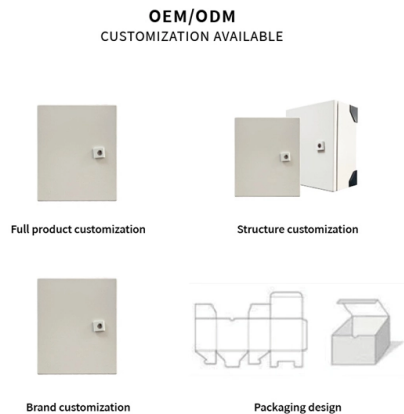 OEM/ODM
CUSTOMIZATION AVAILABLE
Full product customization
Structure customization
Brand customization
Packaging design